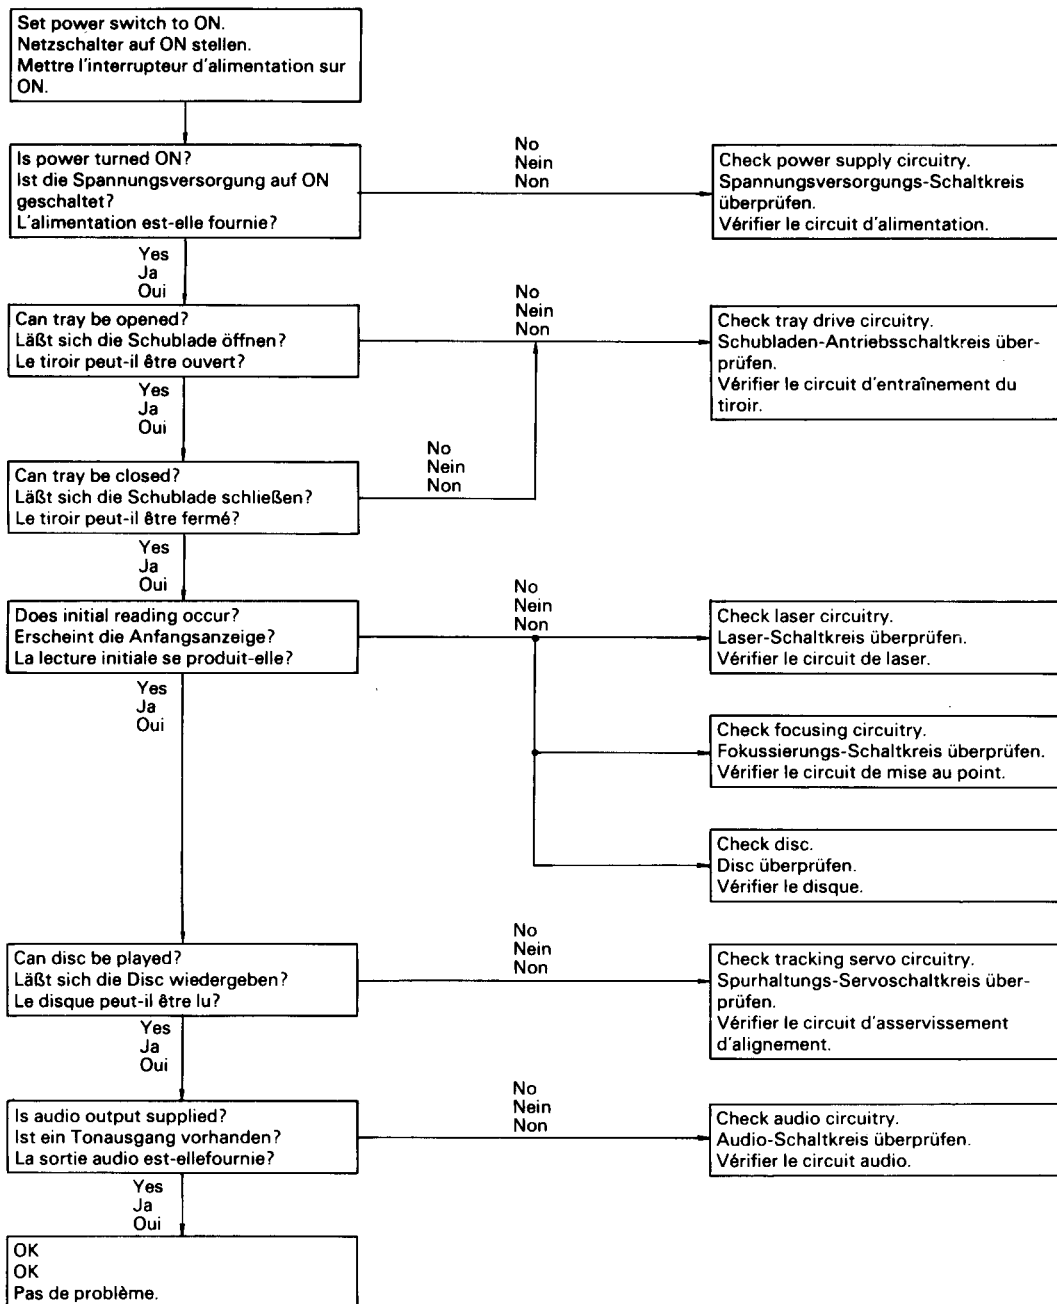 Set power switch to ON.
Netzschalter auf ON stellen.
Mettre l'interrupteur d'alimentation sur
ON.
Is power turned ON?
Ist die Spannungsversorgung auf ON
geschaltet?
L'alimentation est-elle fournie?
No
Nein
Non
Check power supply circuitry.
Spannungsversorgungs-Schaltkreis
überprüfen.
Vérifier le circuit d'alimentation.
Yes
Ja
Oui
Can tray be opened?
Läßt sich die Schublade öffnen?
Le tiroir peut-il être ouvert?
No
Nein
Non
Check tray drive circuitry.
Schubladen-Antriebsschaltkreis über-
prüfen.
Vérifier le circuit d'entraînement du
tiroir.
Yes
Ja
Oui
Can tray be closed?
Läßt sich die Schublade schließen?
Le tiroir peut-il être fermé?
No
Nein
Non
Yes
Ja
Oui
Does initial reading occur?
Erscheint die Anfangsanzeige?
La lecture initiale se produit-elle?
No
Nein
Non
Check laser circuitry.
Laser-Schaltkreis überprüfen.
Vérifier le circuit de laser.
Check focusing circuitry.
Fokussierungs-Schaltkreis überprüfen.
Vérifier le circuit de mise au point.
Check disc.
Disc überprüfen.
Vérifier le disque.
Yes
Ja
Oui
Can disc be played?
Läßt sich die Disc wiedergeben?
Le disque peut-il être lu?
No
Nein
Non
Check tracking servo circuitry.
Spurhaltungs-Servoschaltkreis über-
prüfen.
Vérifier le circuit d'asservissement
d'alignement.
Yes
Ja
Oui
Is audio output supplied?
Ist ein Tonausgang vorhanden?
La sortie audio est-ellefournie?
No
Nein
Non
Check audio circuitry.
Audio-Schaltkreis überprüfen.
Vérifier le circuit audio.
Yes
Ja
Oui
OK
OK
Pas de problème.